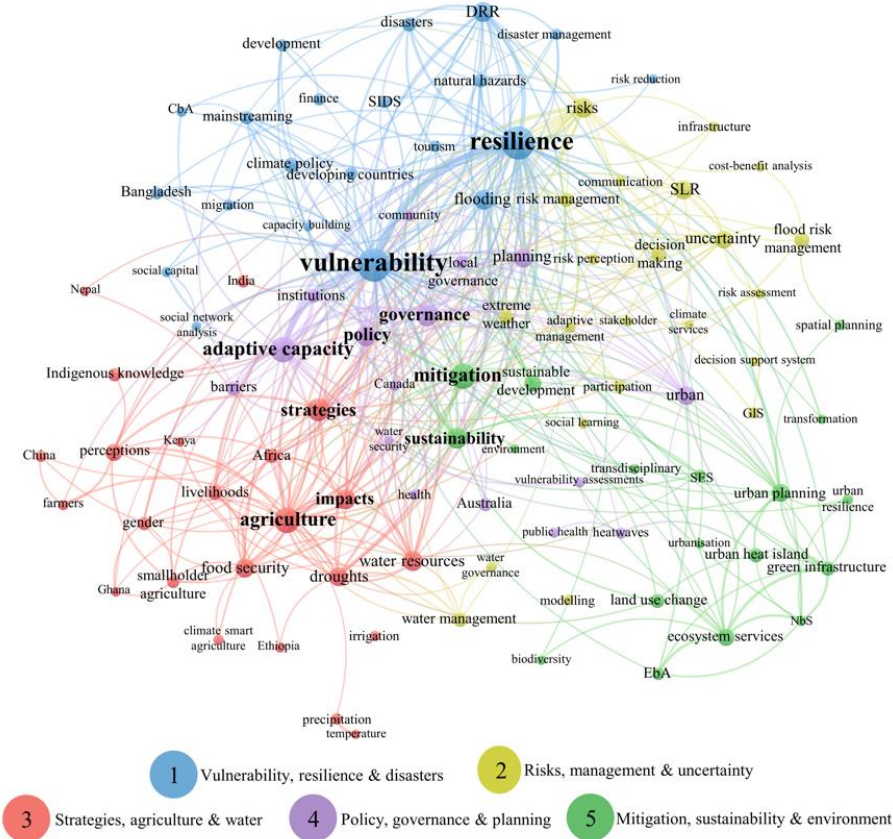 DRR
disasters
disaster management
development
natural hazards
risk reduction
finance
SIDS
risks
CbA
mainstreaming
infrastructure
resilience
tourism
climate policy
developing countries
cost-benefit analysis
communication
SLR
Bangladesh
migration
flooding
risk management
community
capacity building
flood risk
management
uncertainty
decision
making
planning
risk perception
vulnerability
local
governance
social capital
India
Nepal
institutions
risk assessment
extreme
weather
governance
social network
analysis
policy
adaptive
management
stakeholder
climate
services
spatial planning
adaptive capacity
decision support system
Indigenous knowledge
barriers
Canada
mitigation
sustainable
development
participation
urban
strategies
GIS
transformation
social learning
water
security
sustainability
environment
Kenya
perceptions
China
Africa
transdisciplinary
SES
vulnerability assessments
livelihoods
impacts
health
urban planning
urban
resilience
farmers
Australia
gender
agriculture
public health
heatwaves
urbanisation
urban heat island
green infrastructure
food security
droughts
water resources
water
governance
smallholder
agriculture
Ghana
modelling
land use change
water management
NbS
climate smart
agriculture
Ethiopia
irrigation
ecosystem services
biodiversity
EbA
precipitation
temperature
1 Vulnerability, resilience & disasters
2 Risks, management & uncertainty
3 Strategies, agriculture & water
4 Policy, governance & planning
5 Mitigation, sustainability & environment